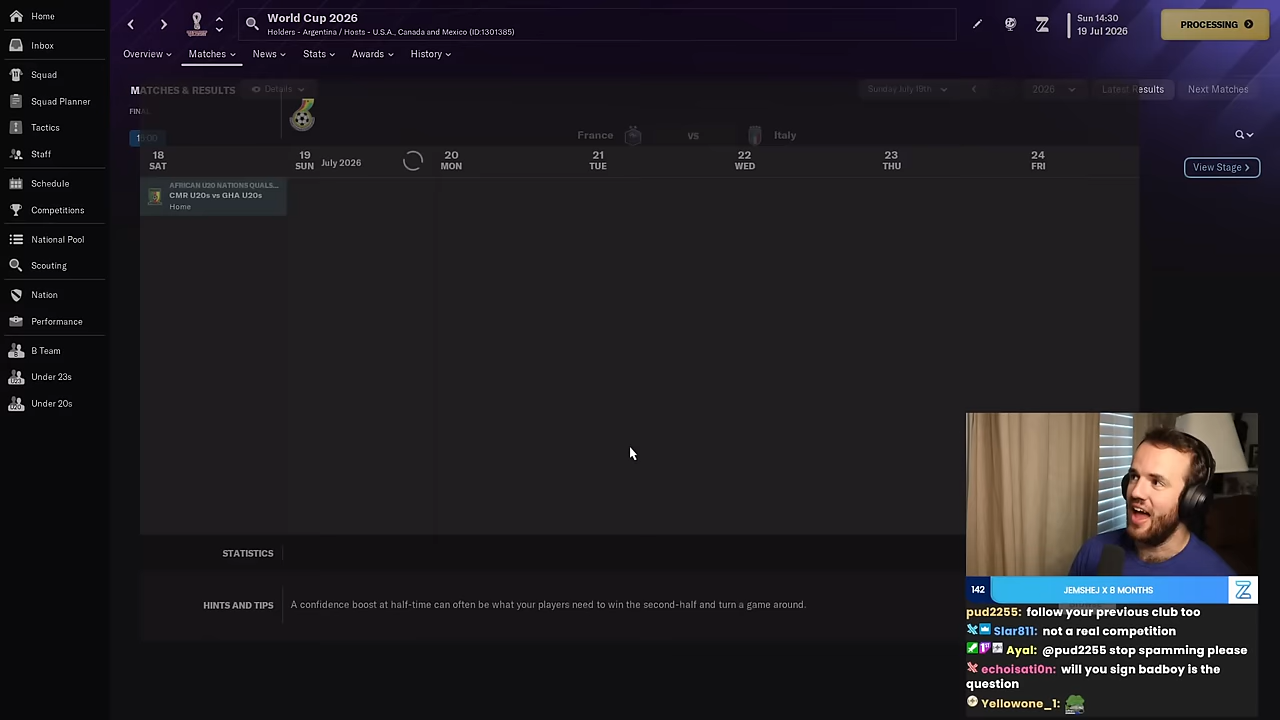 Home
Inbox
Squad
Squad Planner
Tactics
Staff
Schedule
Competitions
National Pool
Scouting
Nation
Performance
B Team
Under 23s
Under 20s
World Cup 2026
Holders - Argentina / Hosts - U.S.A., Canada and Mexico (ID:1301385)
Sun 14:30
19 Jul 2026
PROCESSING
Overview
Matches
News
Stats
Awards
History
MATCHES & RESULTS
Details
Sunday July 19th
2026
Latest Results
Next Matches
FINAL
France VS Italy
View Stage
18 SAT
19 SUN July 2026
20 MON
21 TUE
22 WED
23 THU
24 FRI
AFRICAN U20 NATIONS QUALS...
CMR U20s vs GHA U20s
Home
STATISTICS
HINTS AND TIPS
A confidence boost at half-time can often be what your players need to win the second-half and turn a game around.
142 JEMSHEJ X 8 MONTHS
pud2255: follow your previous club too
Slar811: not a real competition
Ayal: @pud2255 stop spamming please
echoisati0n: will you sign badboy is the
question
Yellowone_1: